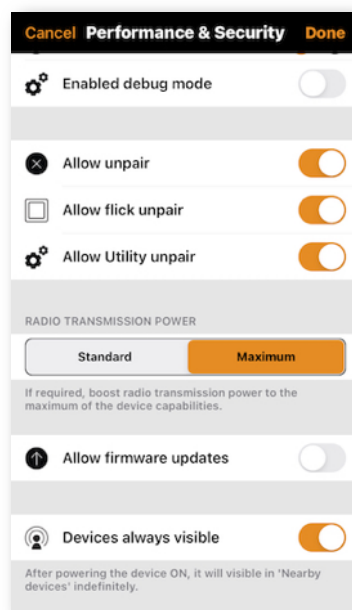 Cancel Performance & Security Done
Enabled debug mode
Allow unpair
Allow flick unpair
Allow Utility unpair
RADIO TRANSMISSION POWER
Standard Maximum
If required, boost radio transmission power to the
maximum of the device capabilities.
Allow firmware updates
Devices always visible
After powering the device ON, it will visible in 'Nearby
devices' indefinitely.